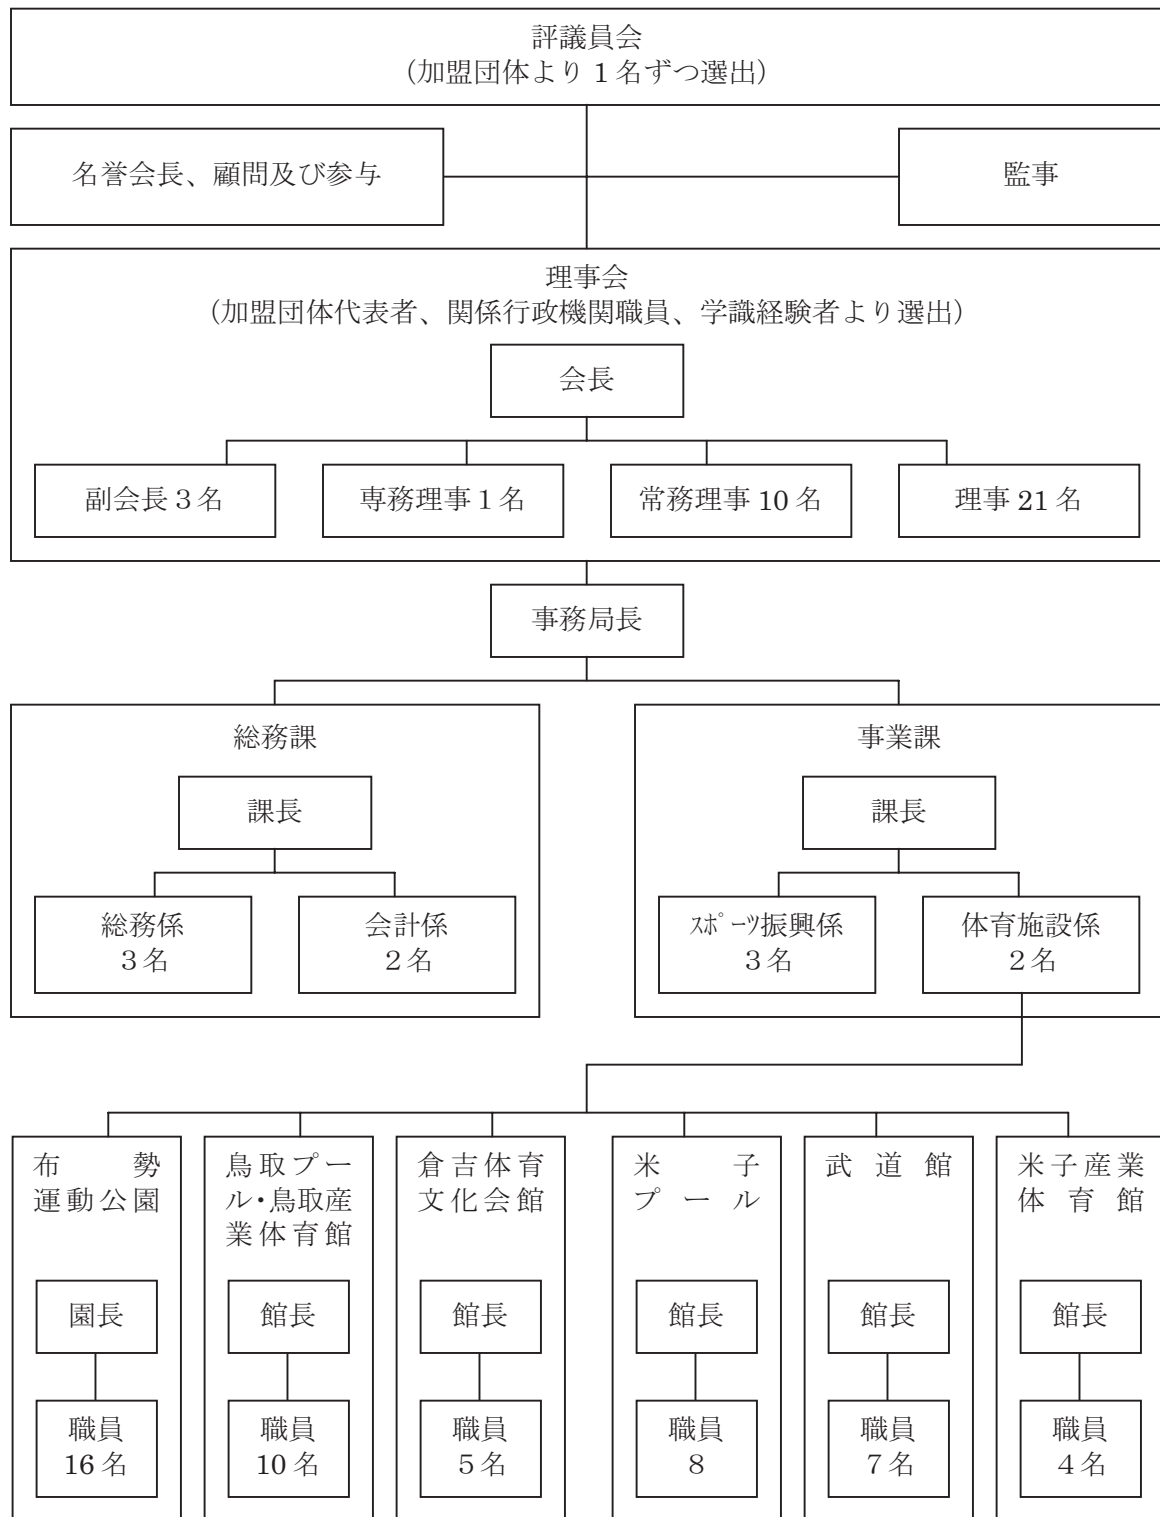 評議員会
(加盟団体より1名ずつ選出)
名誉会長、顧問及び参与
監事
理事会
(加盟団体代表者、関係行政機関職員、学識経験者より選出)
会長
副会長3名
専務理事1名
常務理事10名
理事21名
事務局長
総務課
課長
総務係
3名
会計係
2名
事業課
課長
ｽﾎﾟｰﾂ振興係
3名
体育施設係
2名
布勢
運動公園
園長
職員
16名
鳥取プー
ル・鳥取産
業体育館
館長
職員
10名
倉吉体育
文化会館
館長
職員
5名
米子
プール
館長
職員
8
武道館
館長
職員
7名
米子産業
体育館
館長
職員
4名